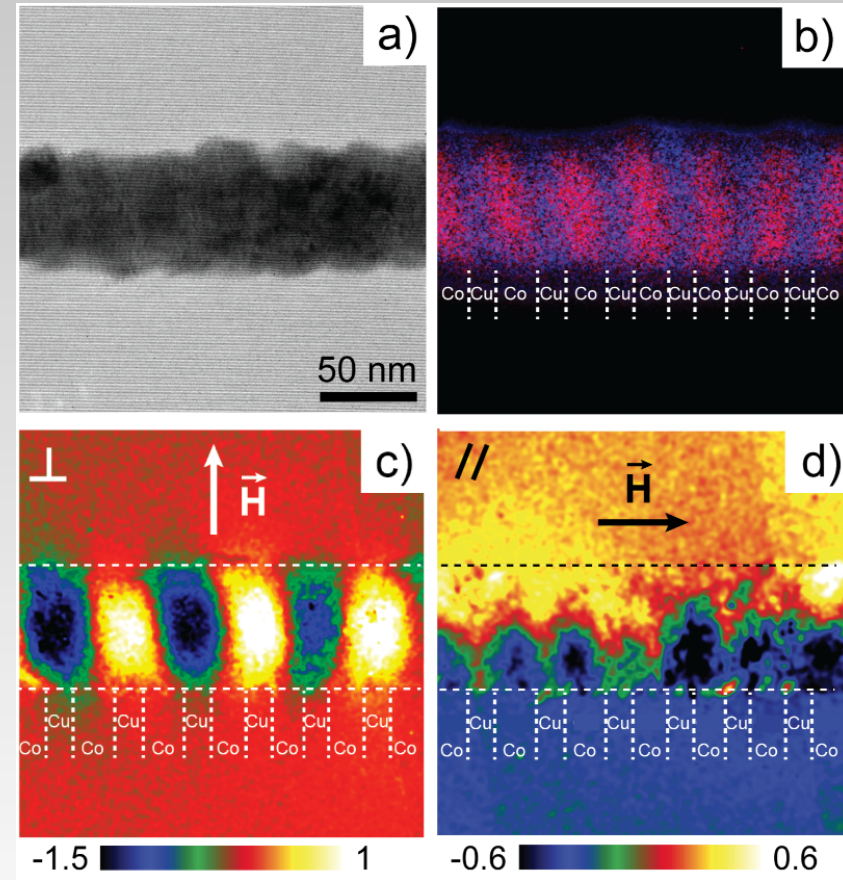 a)
b)
50 nm
Co Cu Co Cu Co Cu Co Cu Co Cu Co Cu Co
⊥
H
c)
//
H
d)
Cu Cu Cu Cu Cu Cu
Co Co Co Co Co Co Co
Cu Cu Cu Cu Cu Cu
Co Co Co Co Co Co Co
-1.5 1
-0.6 0.6